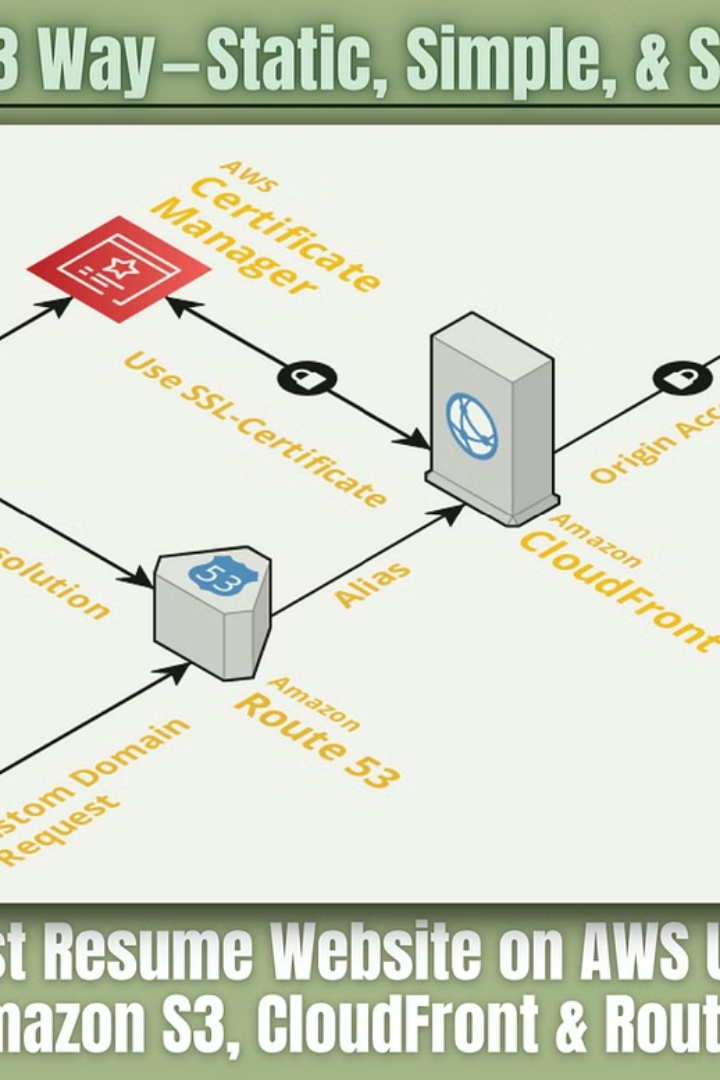 3 Way – Static, Simple, & S
AWS
Certificate
Manager
Use SSL-Certificate
Origin Acc
53
Amazon
CloudFront
solution
Alias
Amazon
Route 53
stom Domain
Request
st Resume Website on AWS U
mazon S3, CloudFront & Rout